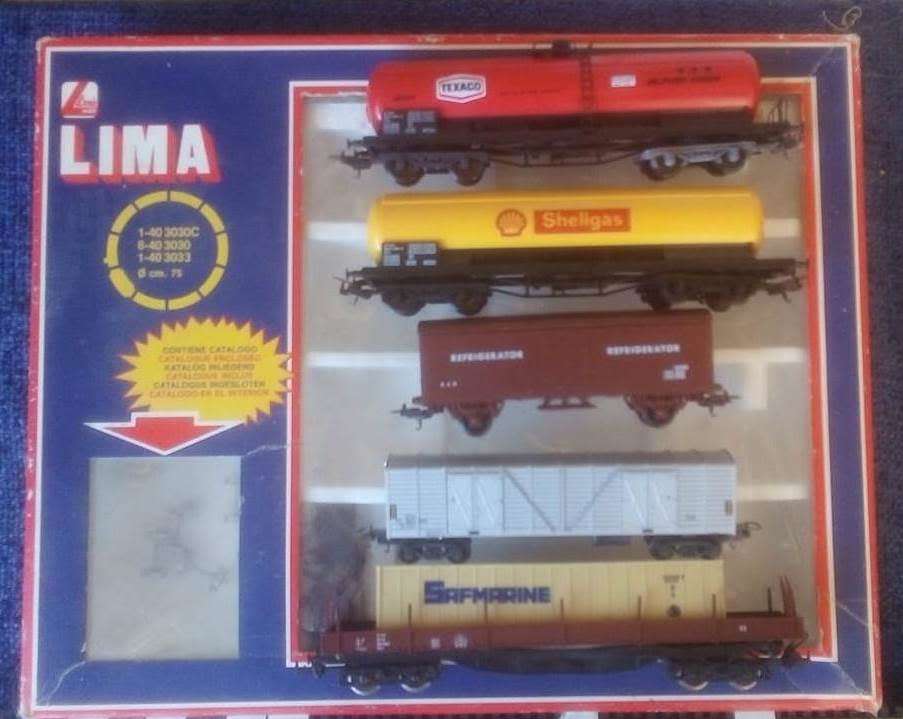 Lima
LIMA
1-40 3030C
8-40 3030
1-40 3033
Ø cm. 75
CONTIENE CATALOGO
CATALOGUE ENCLOSED
KATALOG INLIEGEND
CATALOGUE INCLUS
CATALOGUS INGESLOTEN
CATALOGO EN EL INTERIOR
TEXACO
Shellgas
REFRIGERATOR
REFRIGERATOR
SAFMARINE